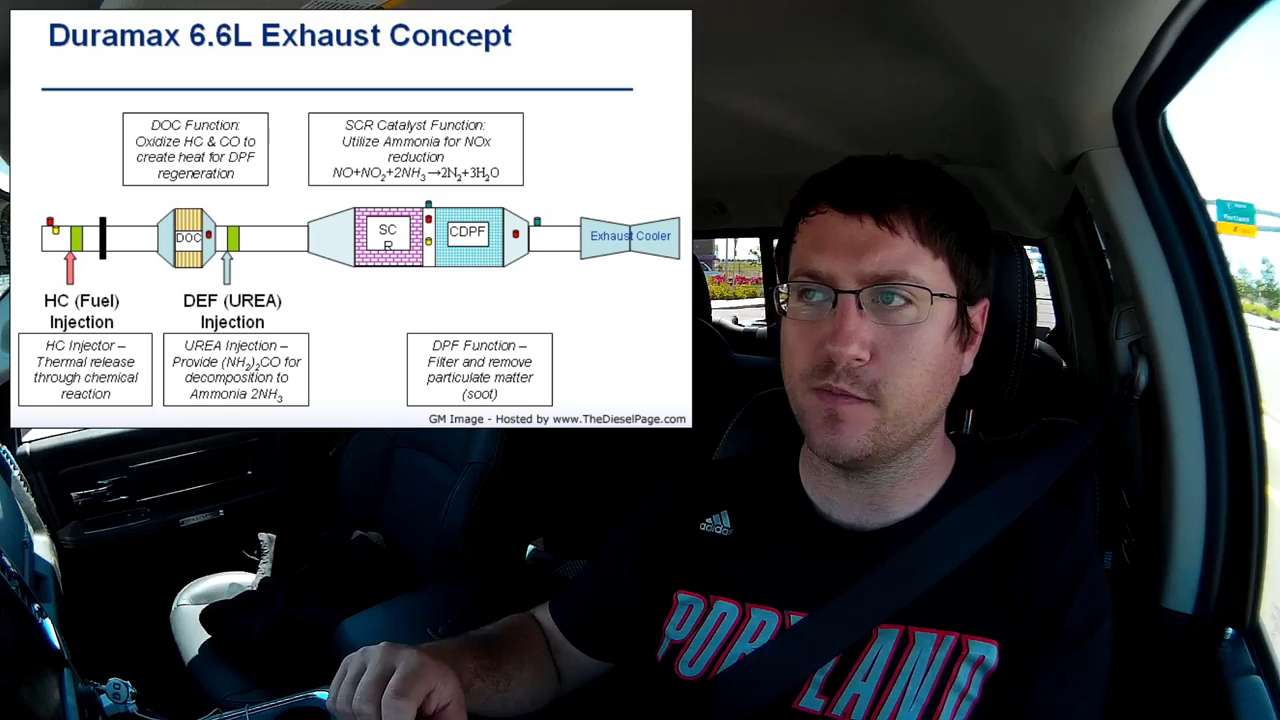 Duramax 6.6L Exhaust Concept
DOC Function:
Oxidize HC & CO to
create heat for DPF
regeneration
SCR Catalyst Function:
Utilize Ammonia for NOx
reduction
NO+NO₂+2NH₃→2N₂+3H₂O
DOC
SC
R
CDPF
Exhaust Cooler
HC (Fuel)
Injection
DEF (UREA)
Injection
HC Injector –
Thermal release
through chemical
reaction
UREA Injection –
Provide (NH₂)₂CO for
decomposition to
Ammonia 2NH₃
DPF Function –
Filter and remove
particulate matter
(soot)
GM Image - Hosted by www.TheDieselPage.com
Portland
adidas
PORTLAND